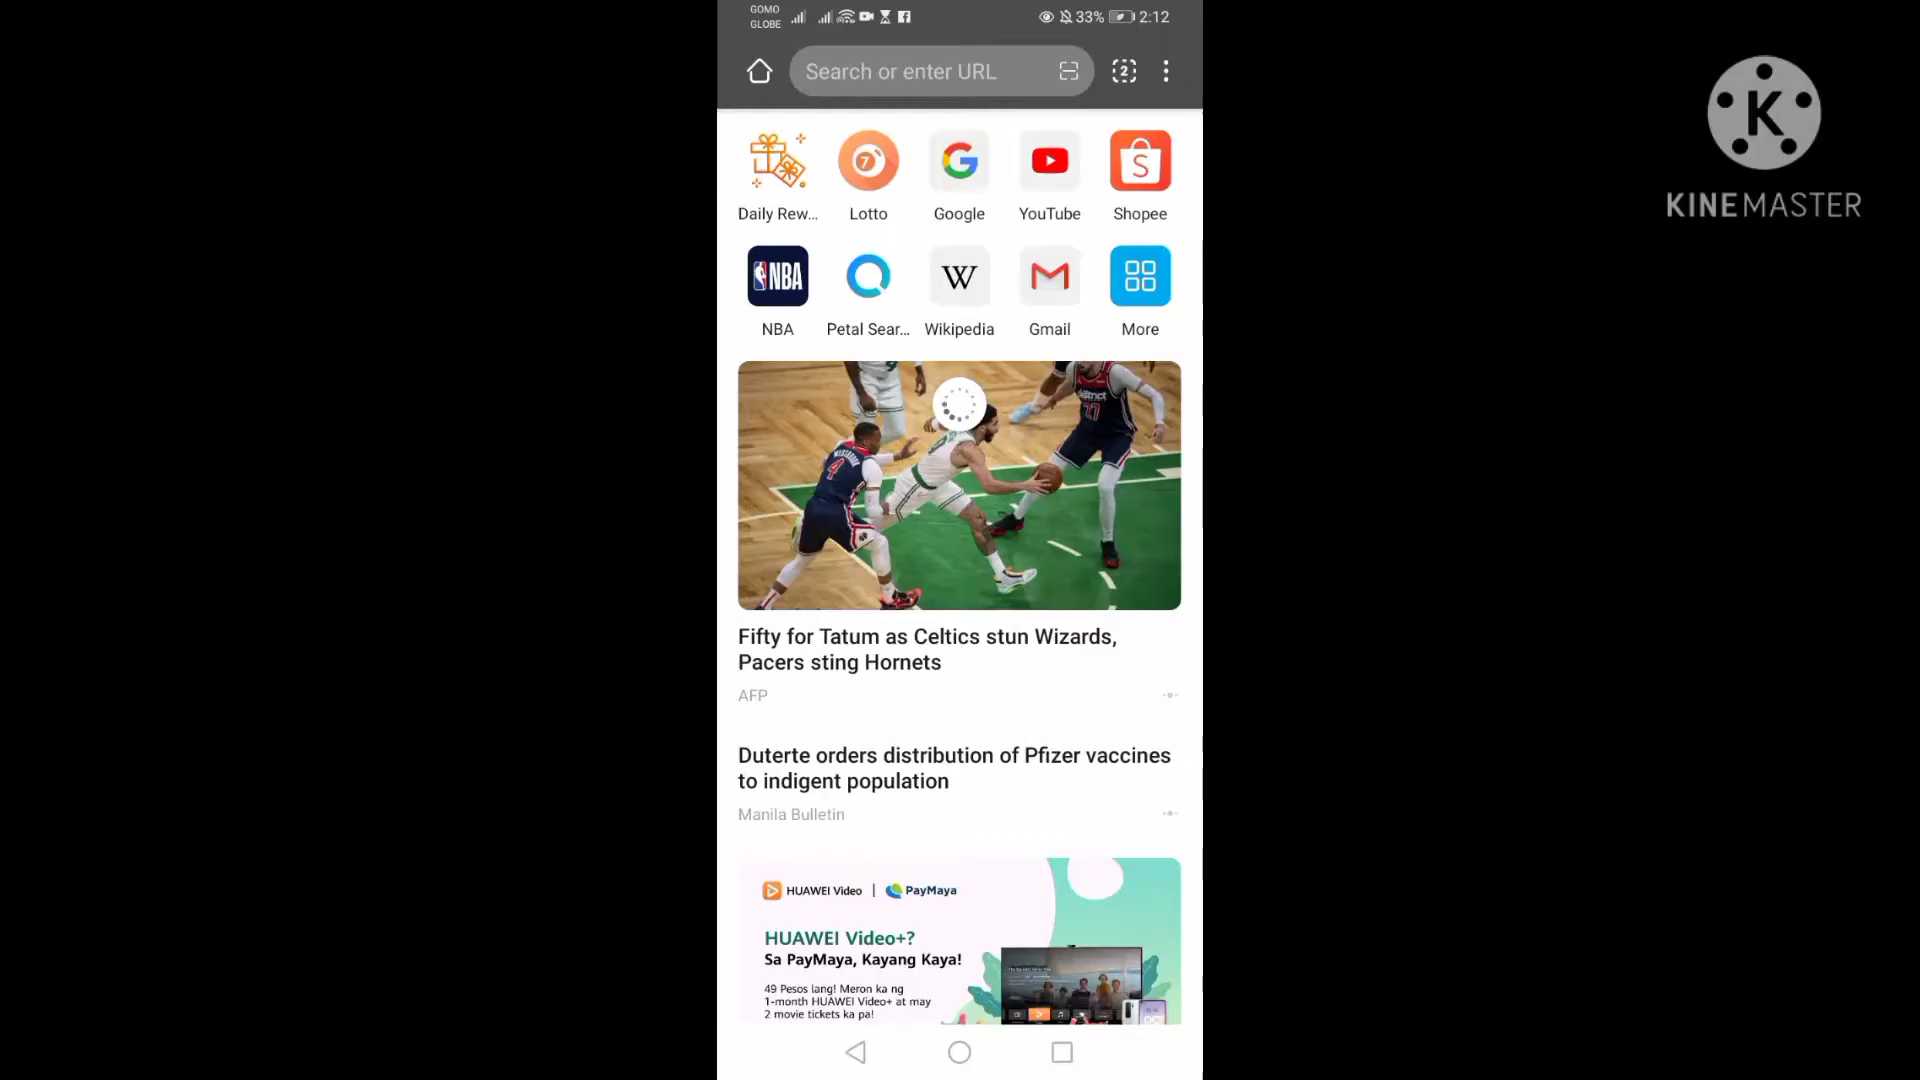 GOMO
GLOBE
33% 2:12
Search or enter URL
2
Daily Rew...
Lotto
Google
YouTube
Shopee
NBA
W
NBA
Petal Sear...
Wikipedia
Gmail
More
Fifty for Tatum as Celtics stun Wizards,
Pacers sting Hornets
AFP
Duterte orders distribution of Pfizer vaccines
to indigent population
Manila Bulletin
HUAWEI Video | PayMaya
HUAWEI Video+?
Sa PayMaya, Kayang Kaya!
49 Pesos lang! Meron ka ng
1-month HUAWEI Video+ at may
2 movie tickets ka pa!
K
KINEMASTER